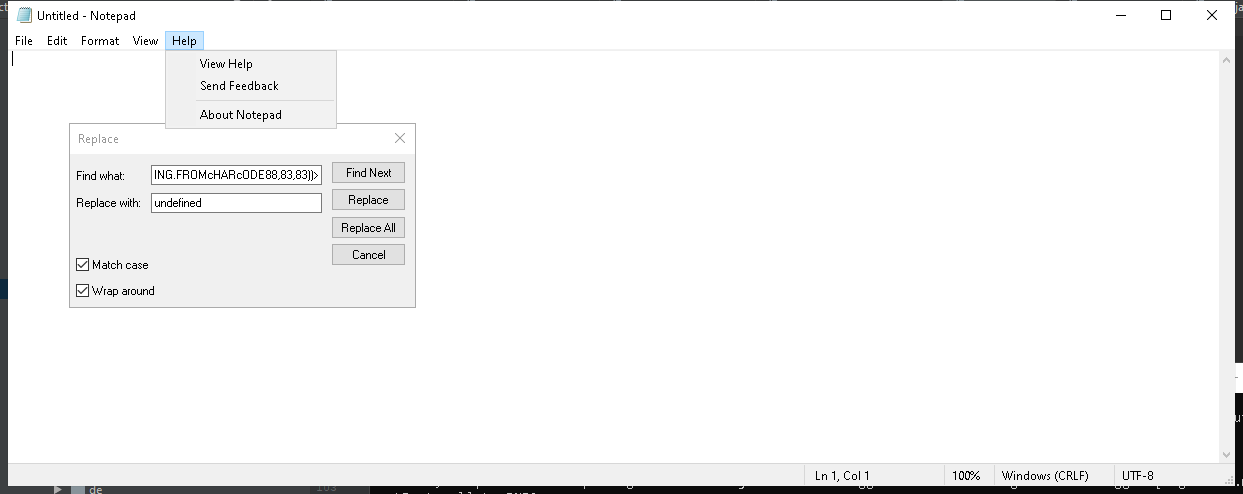 Untitled - Notepad
File Edit Format View Help
View Help
Send Feedback
About Notepad
Replace
Find what: ING.FROMcHARcODE88,83,83))> Find Next
Replace with: undefined Replace
Replace All
Cancel
Match case
Wrap around
Ln 1, Col 1 100% Windows (CRLF) UTF-8
de 103